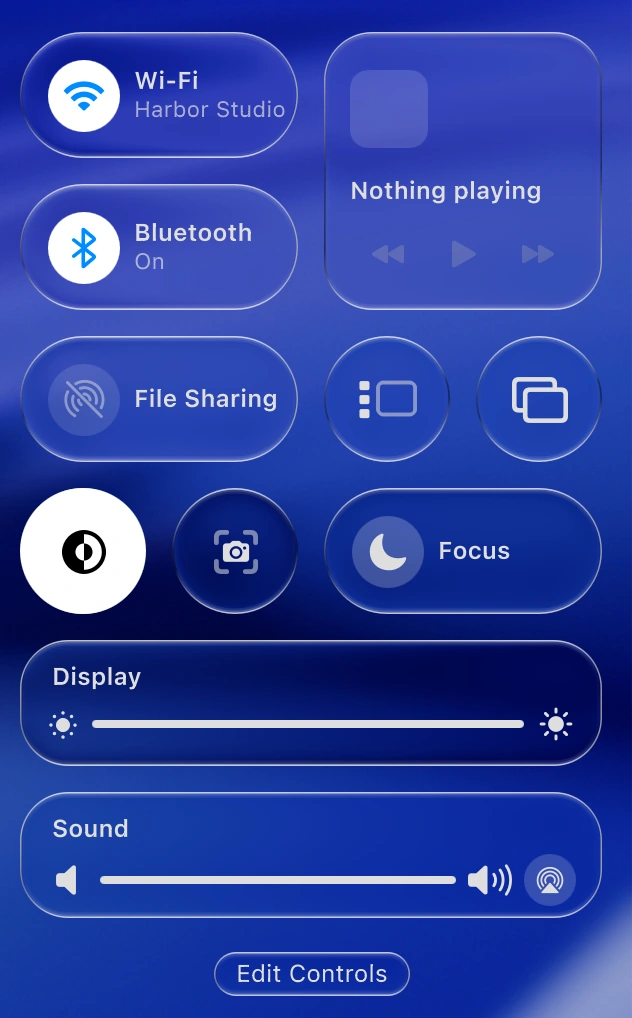 Wi-Fi
Harbor Studio
Nothing playing
Bluetooth
On
File Sharing
Focus
Display
Sound
Edit Controls